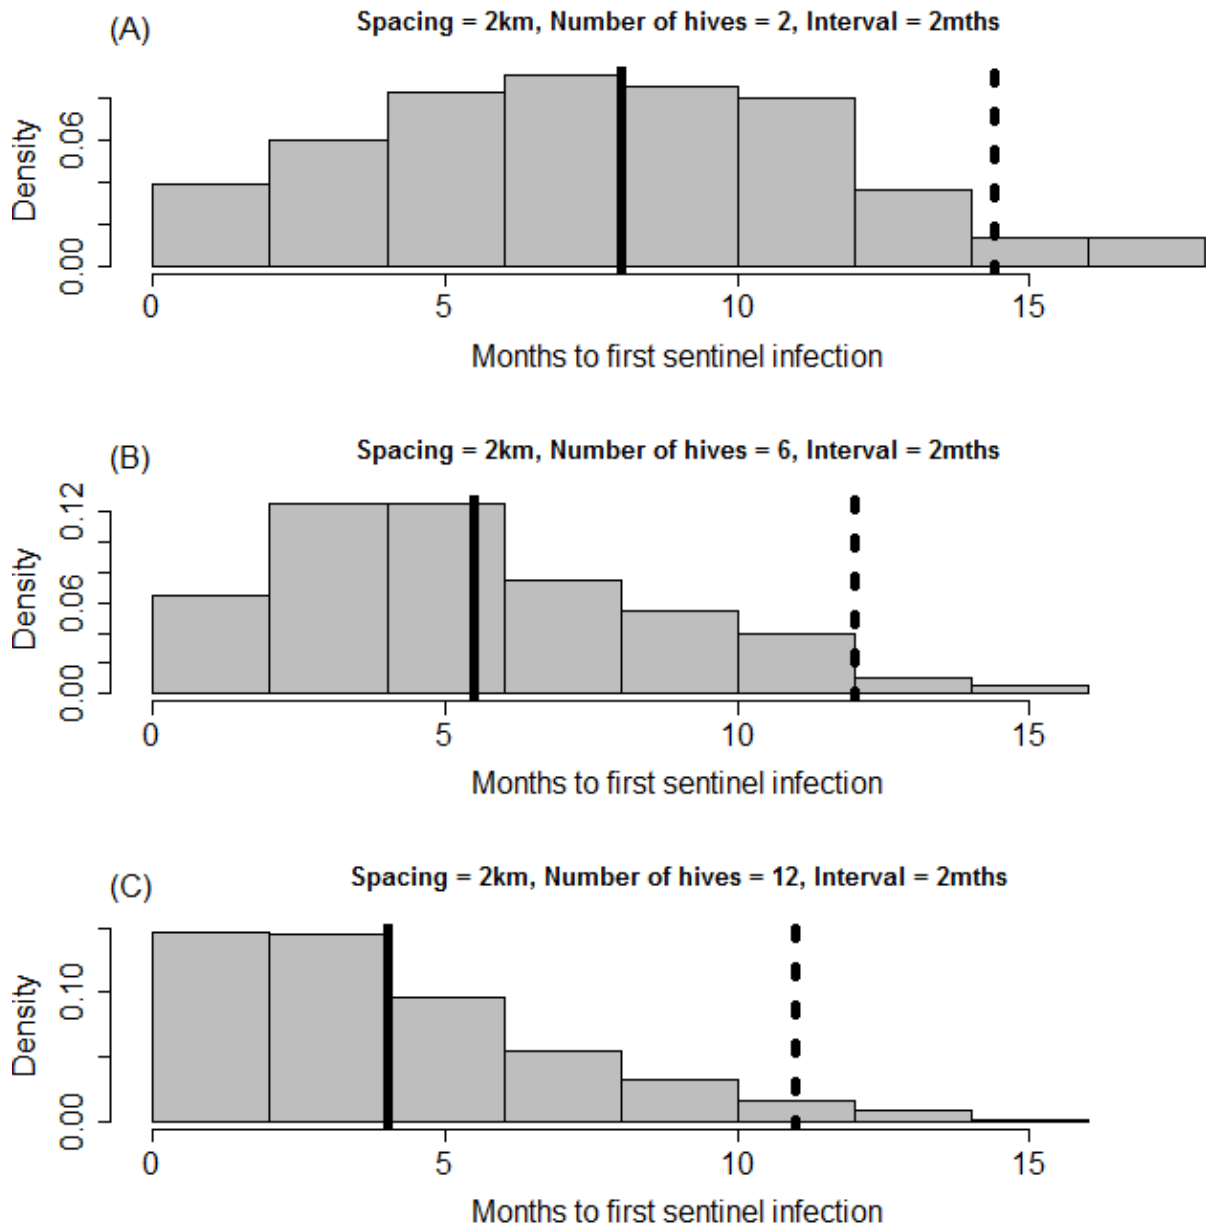 (A)
Spacing = 2km, Number of hives = 2, Interval = 2mths
Density
0.00 0.06
0 5 10 15
Months to first sentinel infection
(B)
Spacing = 2km, Number of hives = 6, Interval = 2mths
Density
0.00 0.06 0.12
0 5 10 15
Months to first sentinel infection
(C)
Spacing = 2km, Number of hives = 12, Interval = 2mths
Density
0.00 0.10
0 5 10 15
Months to first sentinel infection